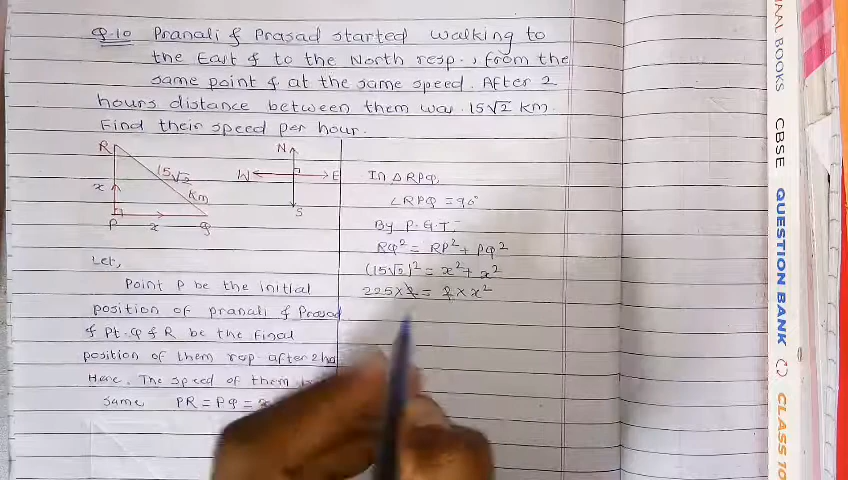 Q.10 Pranali & Prasad started walking to
the East & to the North resp., from the
same point & at the same speed. After 2
hours distance between them was 15√2 Km.
Find their speed per hour.
R
15√2
Km
x
P
x
Q
N
W
E
S
Let,
Point P be the initial
position of pranali & Prasad
& Pt. Q & R be the final
position of them resp after 2
Here, The speed of them
same PR = PQ =
In △RPQ,
∠RPQ = 90°
By P.G.T.
RQ² = RP² + PQ²
(15√2)² = x² + x²
225×2 = 2 × x²
NAAL BOOKS CBSE QUESTION BANK CLASS 10